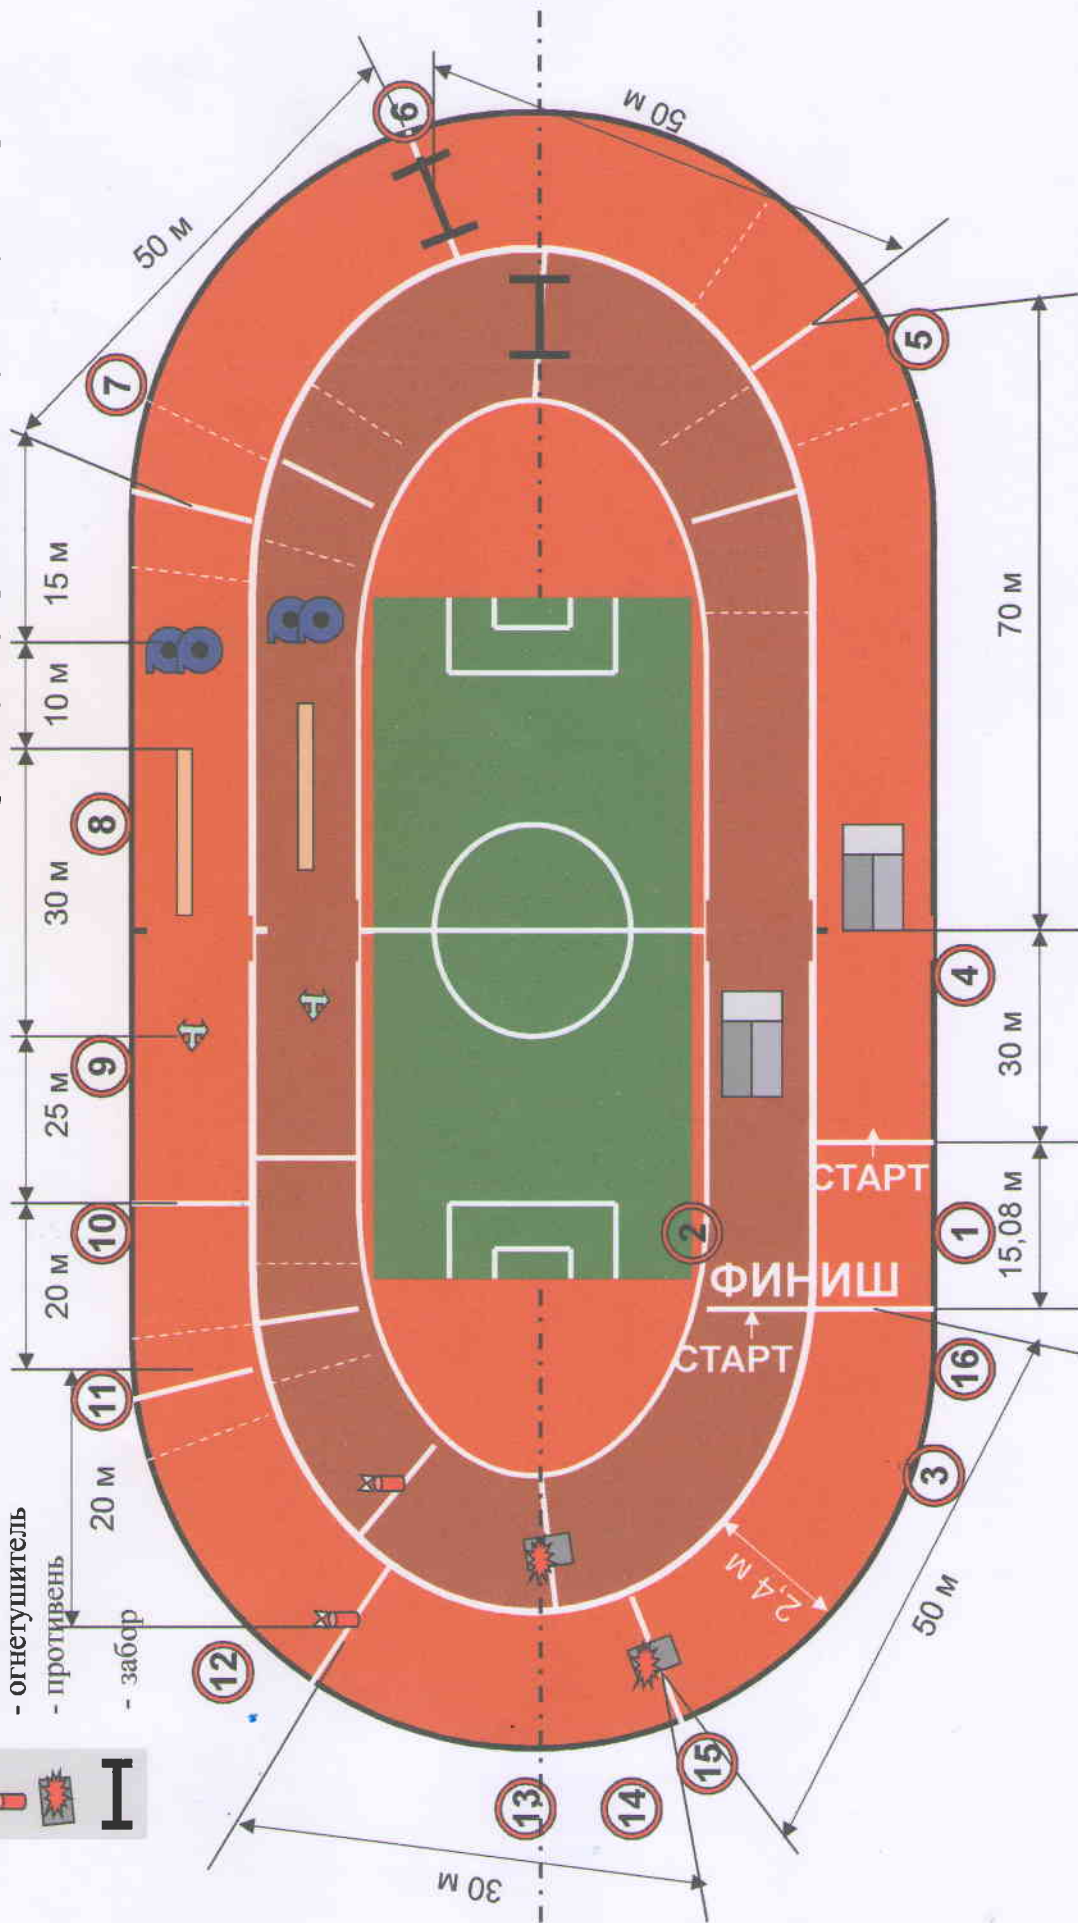 - огнетушитель
- противень
- забор
20 м
20 м
25 м
30 м
10 м
15 м
50 м
50 м
7
6
8
9
10
11
12
5
4
2
1
16
3
13
14
15
СТАРТ
ФИНИШ
СТАРТ
2,4 м
70 м
30 м
15,08 м
50 м
30 м